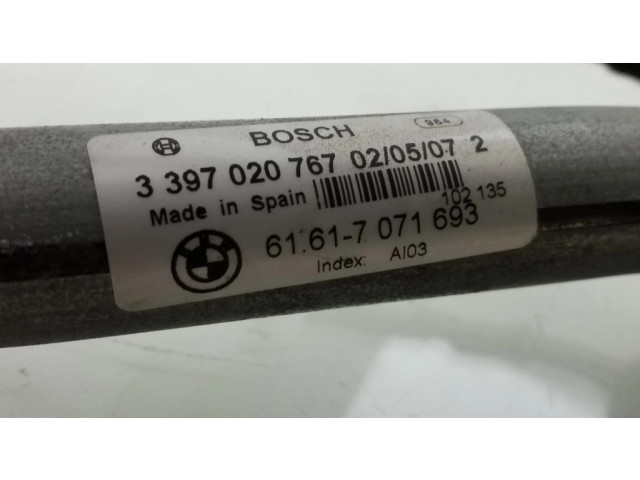 BOSCH 984
3 397 020 767 02/05/07 2
Made in Spain 102 135
61.61-7 071 693
Index: AI03